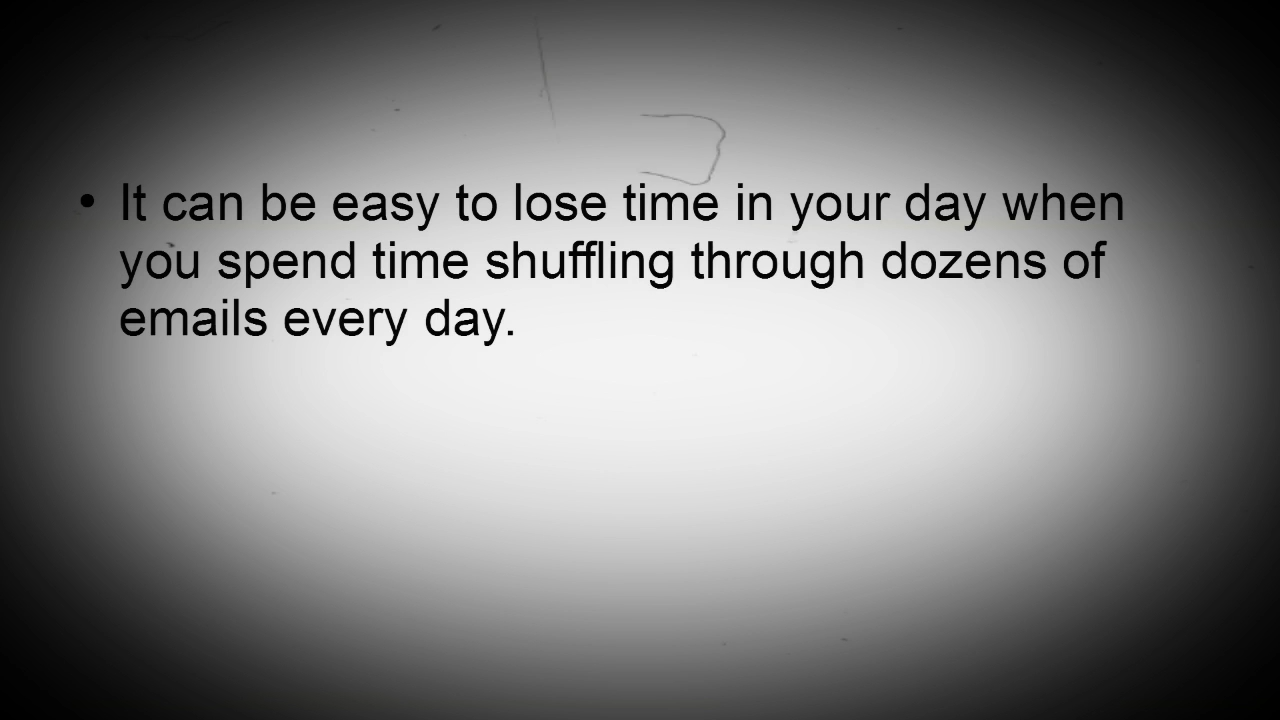 • It can be easy to lose time in your day when
you spend time shuffling through dozens of
emails every day.